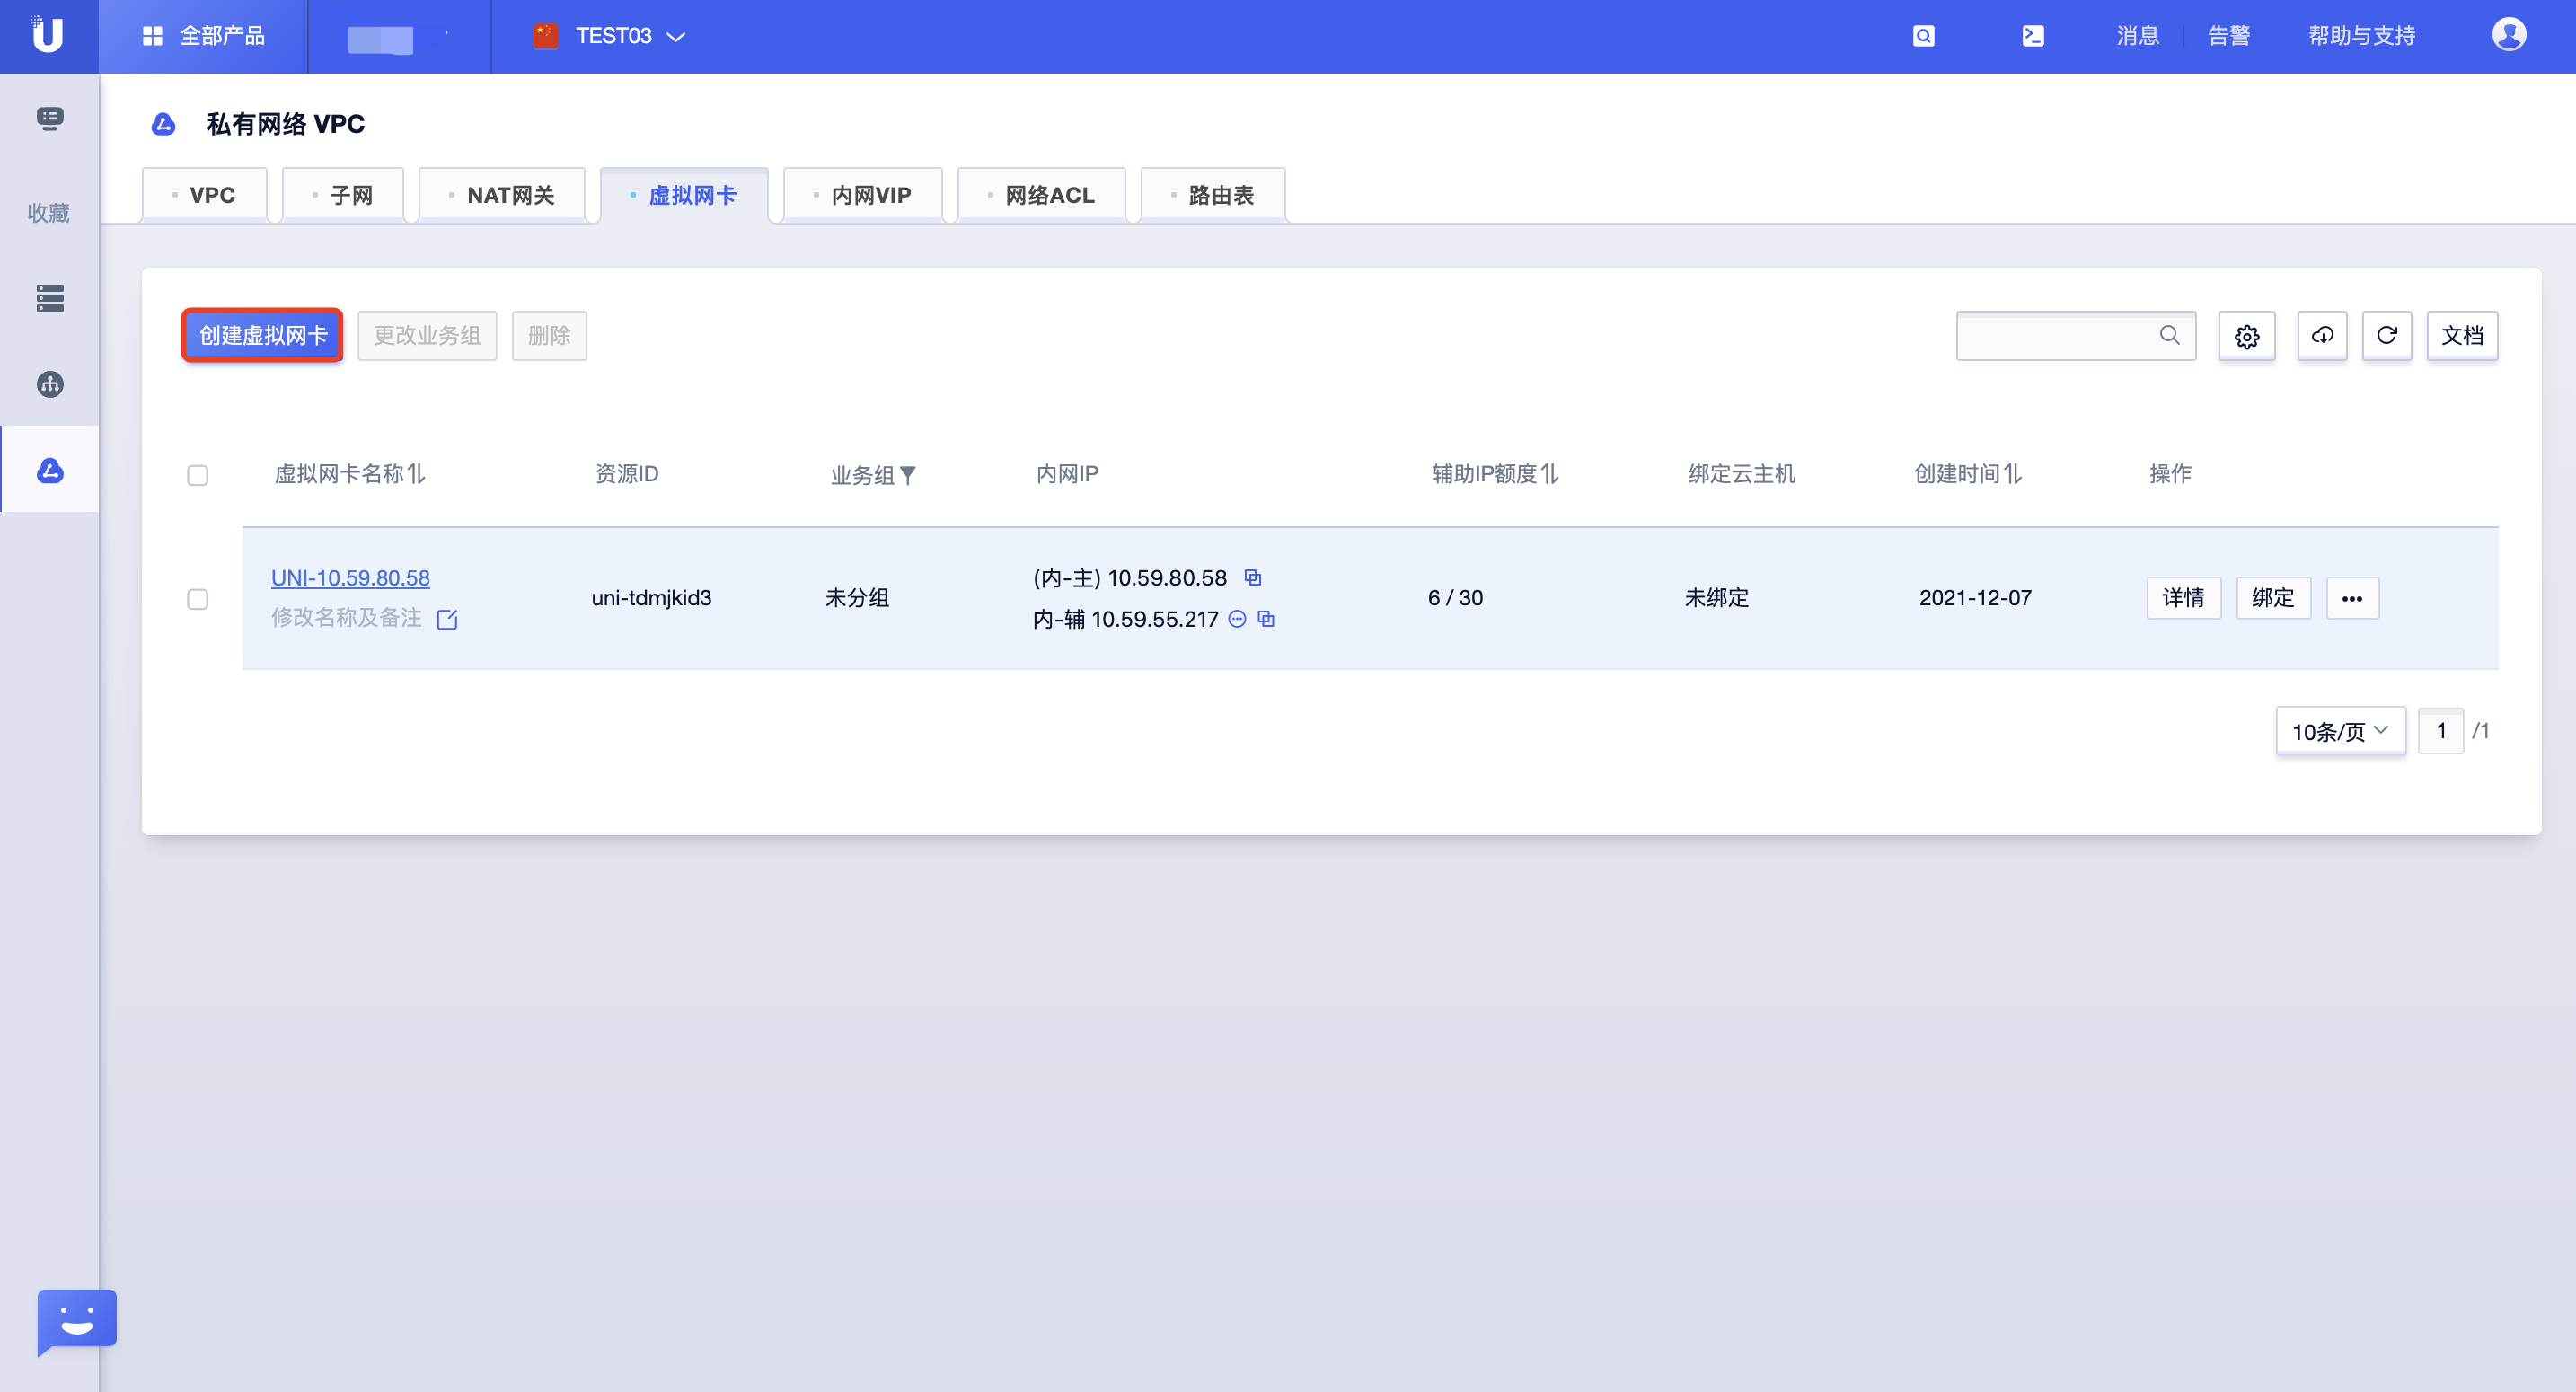 全部产品
TEST03
消息
告警
帮助与支持
私有网络 VPC
VPC
子网
NAT网关
虚拟网卡
内网VIP
网络ACL
路由表
收藏
创建虚拟网卡
更改业务组
删除
文档
虚拟网卡名称
资源ID
业务组
内网IP
辅助IP额度
绑定云主机
创建时间
操作
UNI-10.59.80.58
修改名称及备注
uni-tdmjkid3
未分组
(内-主) 10.59.80.58
内-辅 10.59.55.217
6 / 30
未绑定
2021-12-07
详情
绑定
•••
10条/页
1
/1